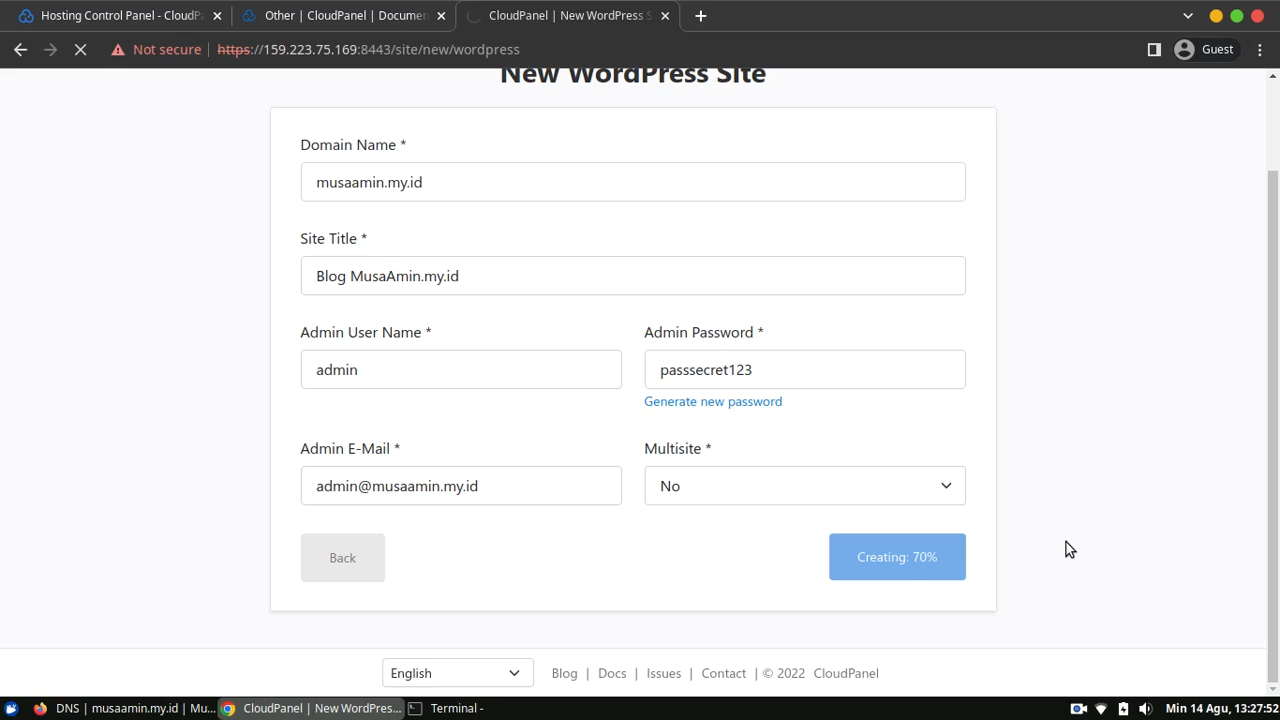 Hosting Control Panel - CloudPa
Other | CloudPanel | Documen
CloudPanel | New WordPress S
Not secure
https://159.223.75.169:8443/site/new/wordpress
Guest
New WordPress Site
Domain Name *
musaamin.my.id
Site Title *
Blog MusaAmin.my.id
Admin User Name *
Admin Password *
admin
passsecret123
Generate new password
Admin E-Mail *
Multisite *
admin@musaamin.my.id
No
Back
Creating: 70%
English
Blog | Docs | Issues | Contact | © 2022 CloudPanel
DNS | musaamin.my.id | Mu...
CloudPanel | New WordPres...
Terminal -
Min 14 Agu, 13:27:52